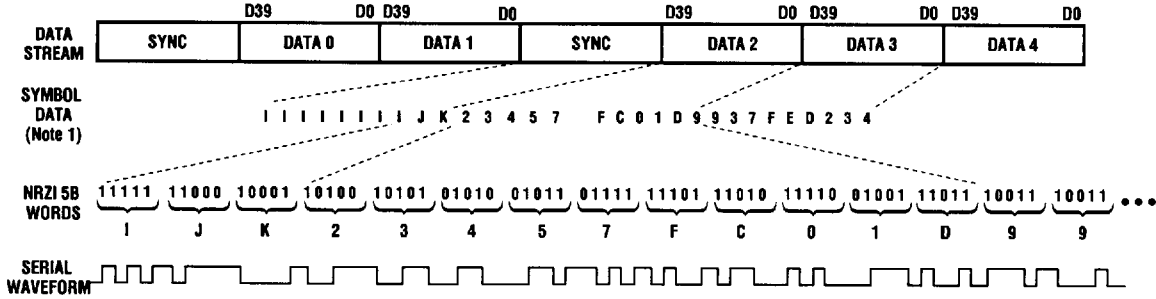 D39 D0 D39 D0 D39 D0 D39 D0 D39 D0
DATA STREAM SYNC DATA 0 DATA 1 SYNC DATA 2 DATA 3 DATA 4
SYMBOL DATA (Note 1) I I I I I I I J K 2 3 4 5 7 F C 0 1 D 9 9 3 7 F E D 2 3 4
NRZI 5B WORDS 11111 11000 10001 10100 10101 01010 01011 01111 11101 11010 11110 01001 11011 10011 10011 •••
I J K 2 3 4 5 7 F C 0 1 D 9 9
SERIAL WAVEFORM